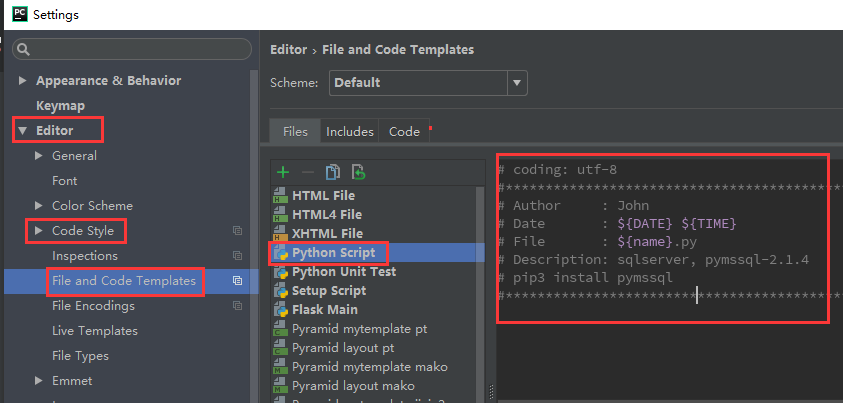 PC Settings
Editor › File and Code Templates
Scheme: Default
Appearance & Behavior
Keymap
Editor
General
Font
Color Scheme
Code Style
Inspections
File and Code Templates
File Encodings
Live Templates
File Types
Emmet
Files Includes Code
HTML File
HTML4 File
XHTML File
Python Script
Python Unit Test
Setup Script
Flask Main
Pyramid mytemplate pt
Pyramid layout pt
Pyramid mytemplate mako
Pyramid layout mako
# coding: utf-8
#*******************************************
# Author : John
# Date : ${DATE} ${TIME}
# File : ${name}.py
# Description: sqlserver, pymssql-2.1.4
# pip3 install pymssql
#*******************************************